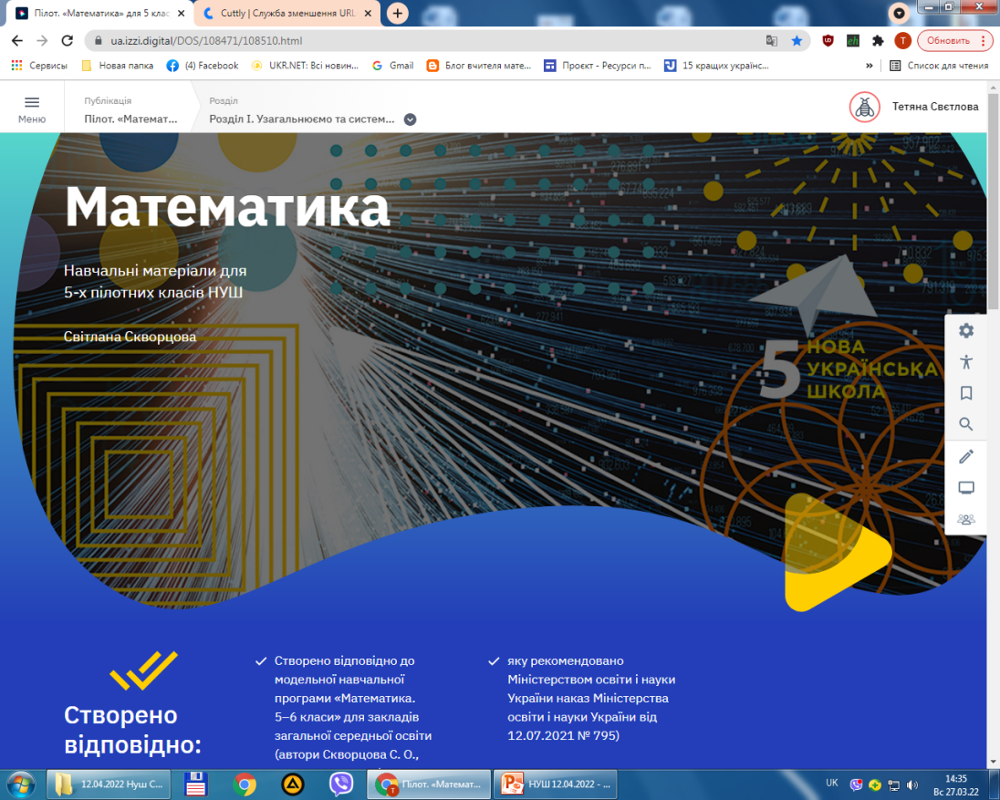 Пілот. «Математика» для 5 клас
Cuttly | Служба зменшення URL
ua.izzi.digital/DOS/108471/108510.html
Обновить
Сервисы
Новая папка
(4) Facebook
UKR.NET: Всі новин...
Gmail
Блог вчителя мате...
Проєкт - Ресурси п...
15 кращих українс...
»
Список для чтения
Меню
Публікація
Пілот. «Математ...
Розділ
Розділ I. Узагальнюємо та систем...
Тетяна Свєтлова
Математика
Навчальні матеріали для
5-х пілотних класів НУШ
Світлана Скворцова
5 НОВА
УКРАЇНСЬКА
ШКОЛА
Створено
відповідно:
Створено відповідно до
модельної навчальної
програми «Математика.
5–6 класи» для закладів
загальної середньої освіти
(автори Скворцова С. О.,
яку рекомендовано
Міністерством освіти і науки
України наказ Міністерства
освіти і науки України від
12.07.2021 № 795)
12.04.2022 Нуш С...
Пілот. «Математ...
НУШ 12.04.2022 - ...
UK
14:35
Вс 27.03.22